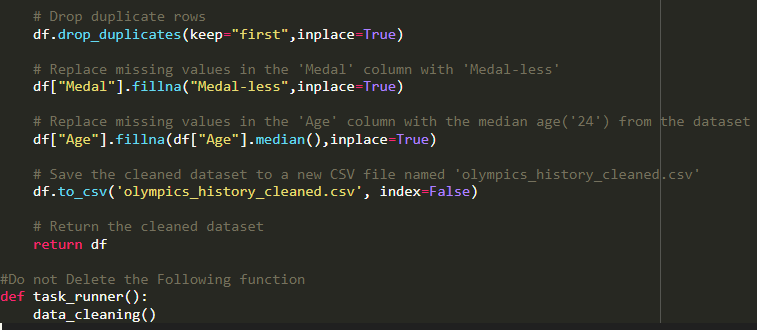 # Drop duplicate rows
    df.drop_duplicates(keep="first",inplace=True)

    # Replace missing values in the 'Medal' column with 'Medal-less'
    df["Medal"].fillna("Medal-less",inplace=True)

    # Replace missing values in the 'Age' column with the median age('24') from the dataset
    df["Age"].fillna(df["Age"].median(),inplace=True)

    # Save the cleaned dataset to a new CSV file named 'olympics_history_cleaned.csv'
    df.to_csv('olympics_history_cleaned.csv', index=False)

    # Return the cleaned dataset
    return df

#Do not Delete the Following function
def task_runner():
    data_cleaning()